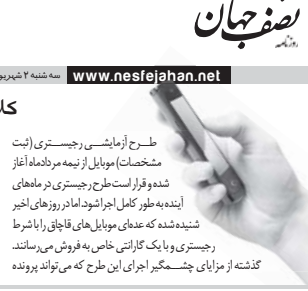 نصف جهان
روزنامه
www.nesfejahan.net سه شنبه ۲
طــرح آزمایشــی رجیســتری (ثبت
مشخصات) موبایل از نیمه مردادماه آغاز
شده و قرار است طرح رجیستری در ماه‌های
آینده به طور کامل اجرا شود. اما در روزهای اخیر
شنیده شده که عده‌ای موبایل‌های قاچاق را با شرط
رجیستری و با یک گارانتی خاص به فروش می‌رسانند.
گذشته از مزایای چشــمگیر اجرای این طرح که می‌تواند پرونده